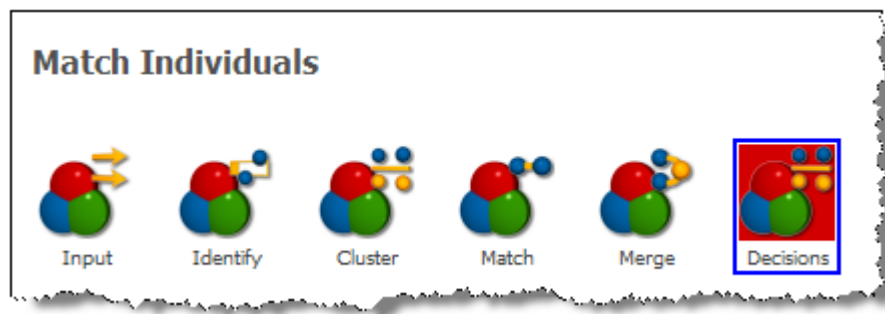 Match Individuals
Input Identify Cluster Match Merge Decisions